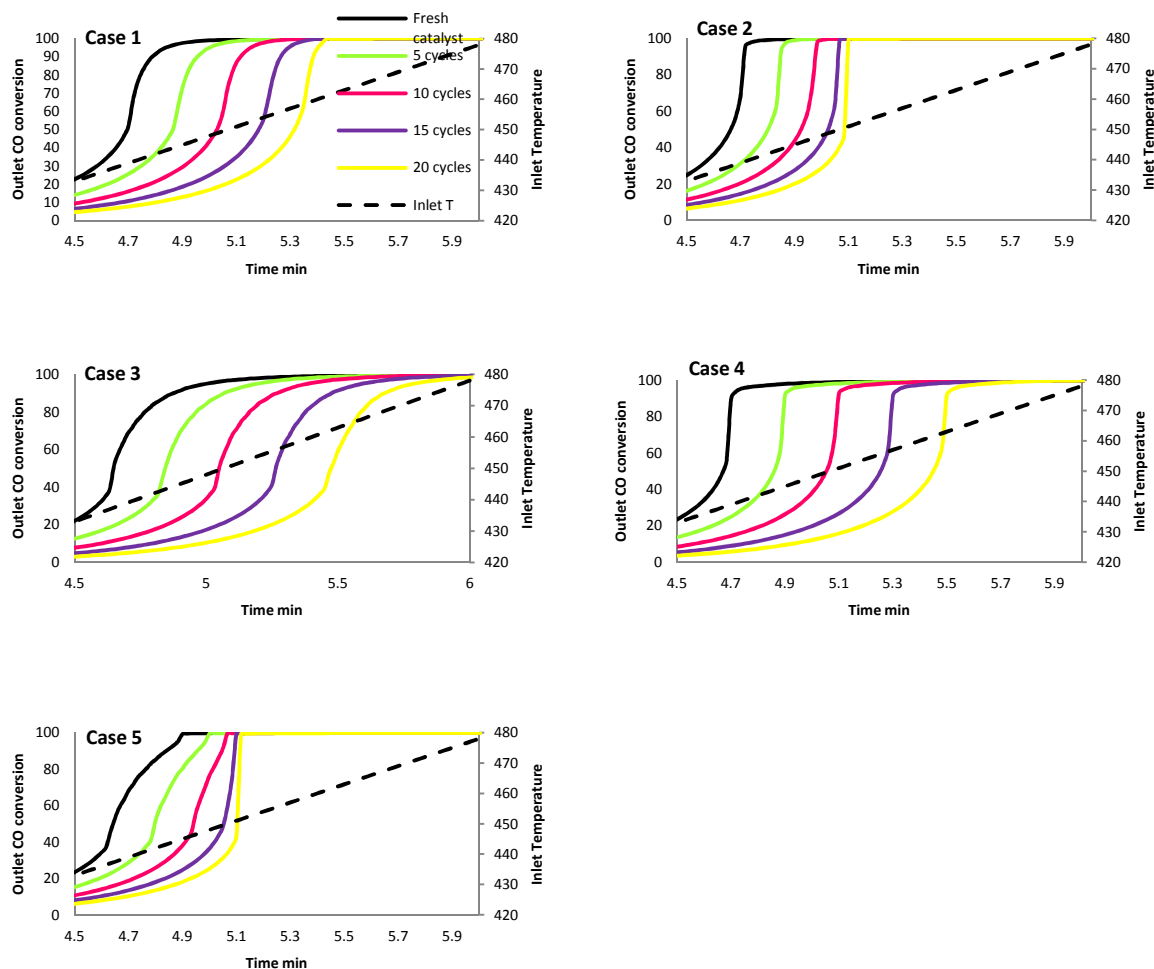 Case 1
Fresh
catalyst
5 cycles
10 cycles
15 cycles
20 cycles
Inlet T
Outlet CO conversion
100
90
80
70
60
50
40
30
20
10
0
480
470
460
450
440
430
420
Inlet Temperature
4.5 4.7 4.9 5.1 5.3 5.5 5.7 5.9
Time min
Case 2
Outlet CO conversion
100
80
60
40
20
0
480
470
460
450
440
430
420
Inlet Temperature
4.5 4.7 4.9 5.1 5.3 5.5 5.7 5.9
Time min
Case 3
Outlet CO conversion
100
80
60
40
20
0
480
470
460
450
440
430
420
Inlet Temperature
4.5 5 5.5 6
Time min
Case 4
Outlet CO conversion
100
80
60
40
20
0
480
470
460
450
440
430
420
Inlet Temperature
4.5 4.7 4.9 5.1 5.3 5.5 5.7 5.9
Time min
Case 5
Outlet CO conversion
100
80
60
40
20
0
480
470
460
450
440
430
420
Inlet Temperature
4.5 4.7 4.9 5.1 5.3 5.5 5.7 5.9
Time min